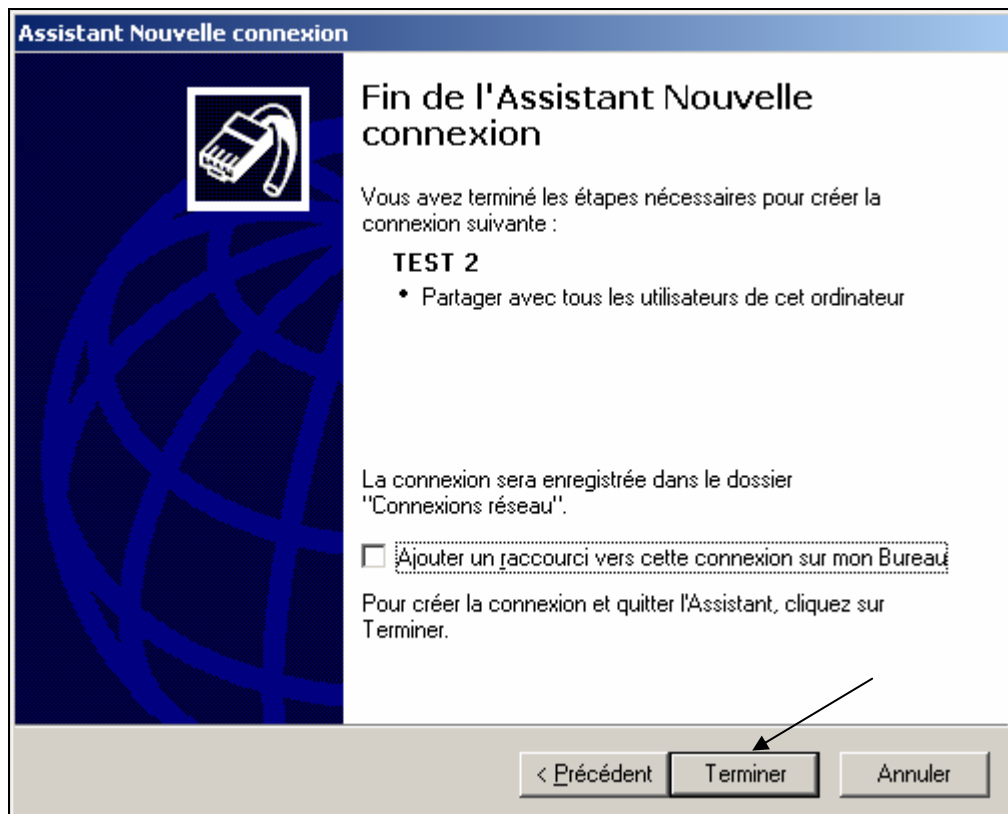 Assistant Nouvelle connexion
Fin de l'Assistant Nouvelle
connexion
Vous avez terminé les étapes nécessaires pour créer la
connexion suivante :
TEST 2
• Partager avec tous les utilisateurs de cet ordinateur
La connexion sera enregistrée dans le dossier
"Connexions réseau".
Ajouter un raccourci vers cette connexion sur mon Bureau
Pour créer la connexion et quitter l'Assistant, cliquez sur
Terminer.
< Précédent Terminer Annuler